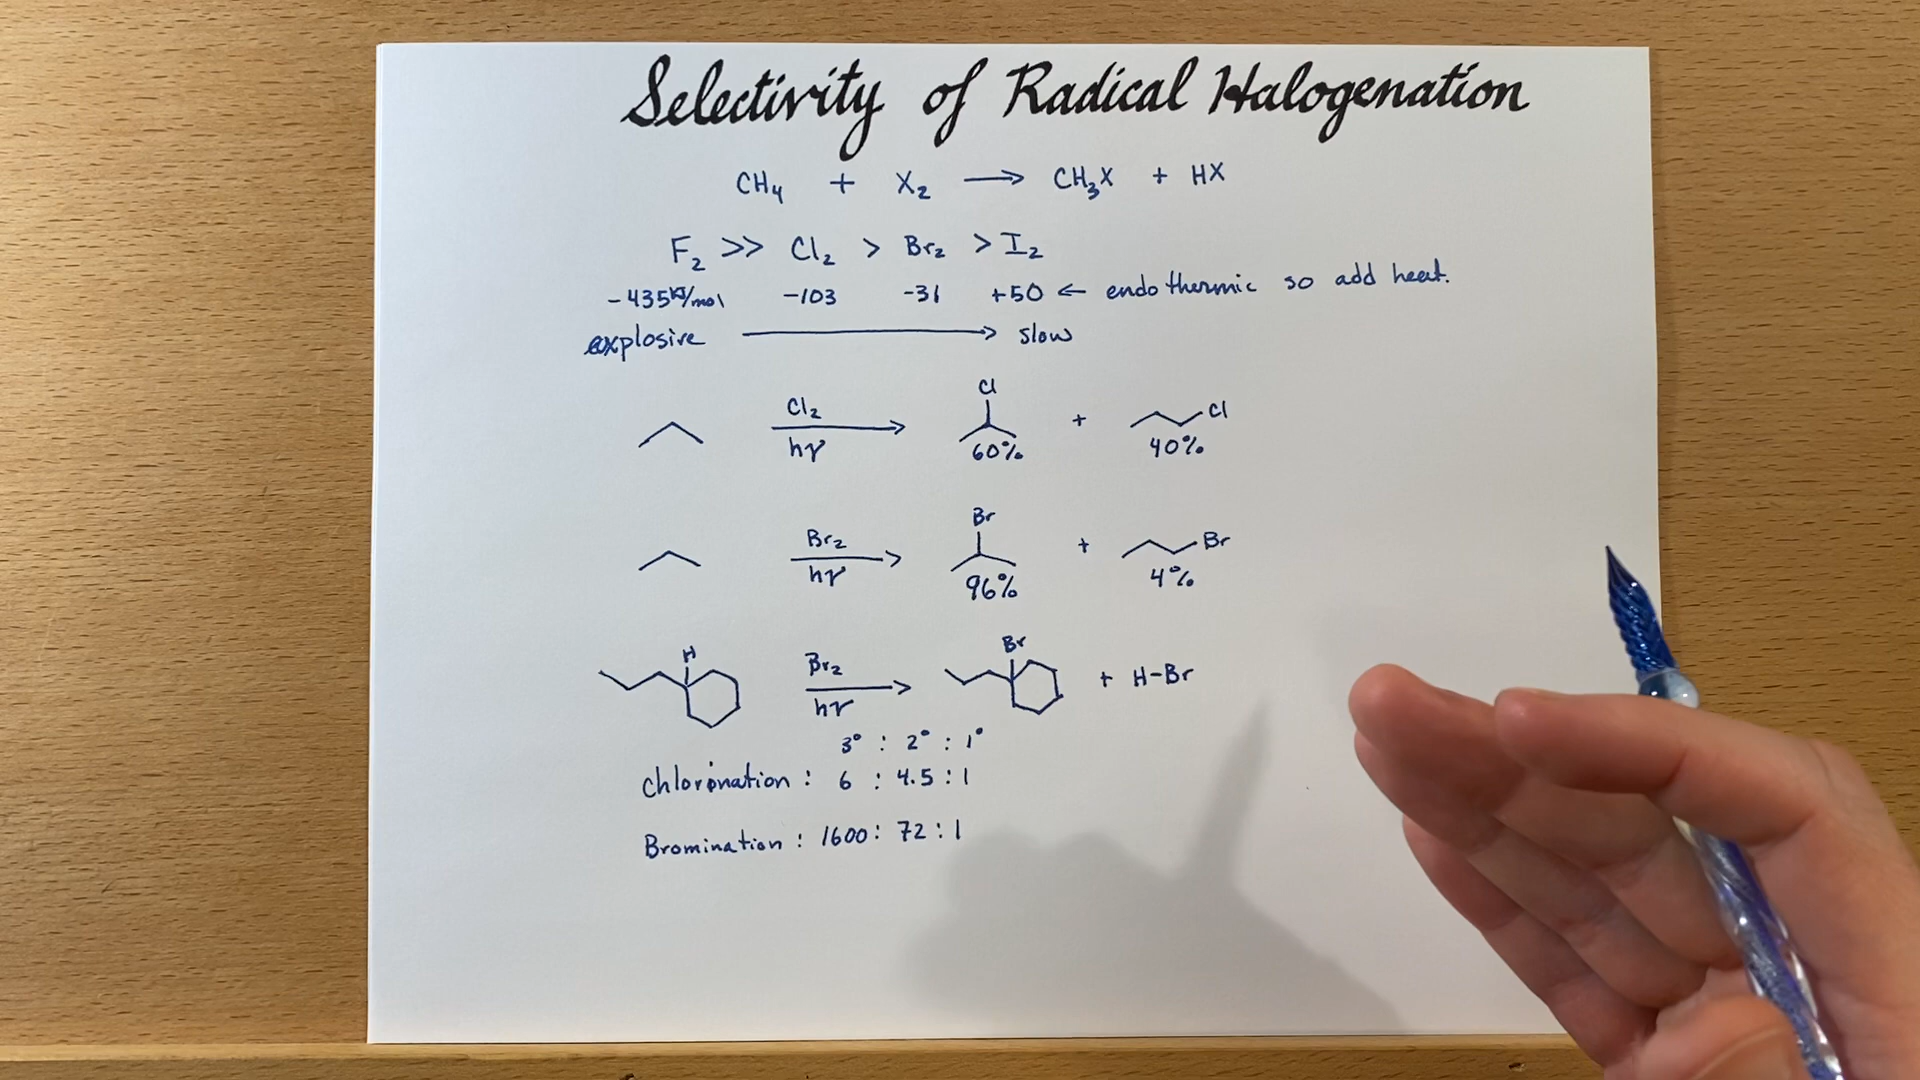 Selectivity of Radical Halogenation
CH₄ + X₂ → CH₃X + HX
F₂ >> Cl₂ > Br₂ > I₂
-435 kJ/mol -103 -31 +50 ← endothermic so add heat.
explosive → slow
Cl
Cl₂
hν
+
Cl
60%
40%
Br
Br₂
hν
+
Br
96%
4%
H
Br₂
hν
Br
+ H-Br
3° : 2° : 1°
Chlorination : 6 : 4.5 : 1
Bromination : 1600 : 72 : 1